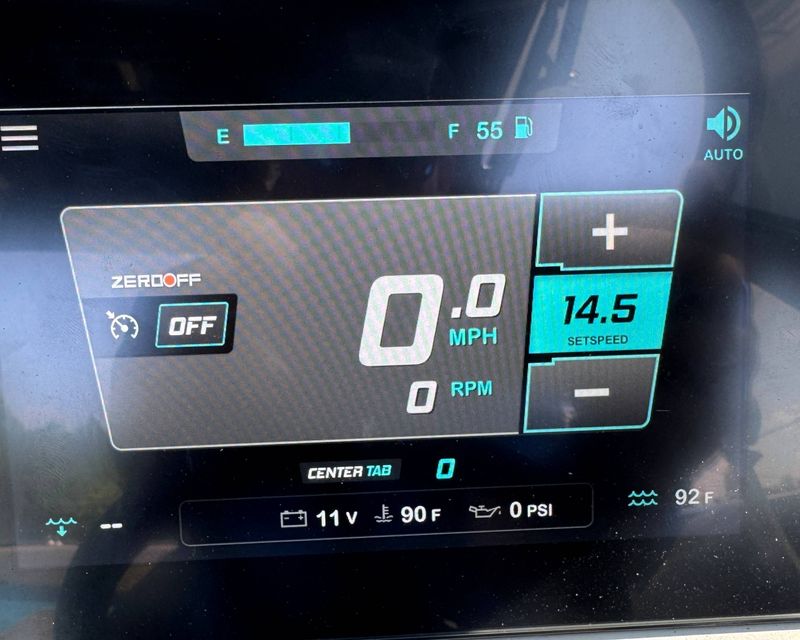 E F 55
AUTO
ZEROOFF
OFF
0.0
MPH
0 RPM
+
14.5
SETSPEED
−
CENTER TAB 0
--
11 V 90 F 0 PSI
92 F